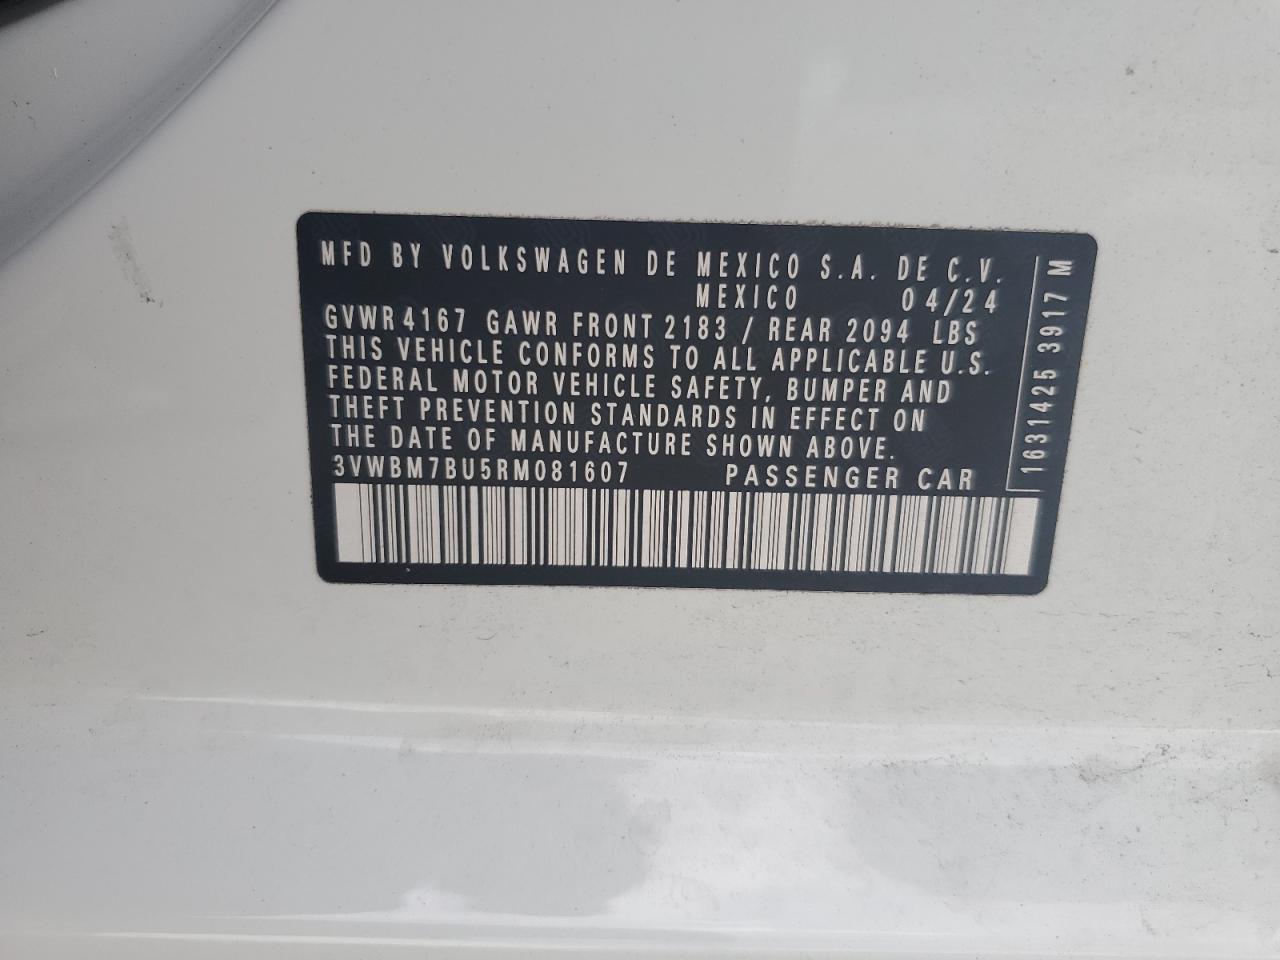 MFD BY VOLKSWAGEN DE MEXICO S.A. DE C.V.
MEXICO 04/24
GVWR 4167 GAWR FRONT 2183 / REAR 2094 LBS
THIS VEHICLE CONFORMS TO ALL APPLICABLE U.S.
FEDERAL MOTOR VEHICLE SAFETY, BUMPER AND
THEFT PREVENTION STANDARDS IN EFFECT ON
THE DATE OF MANUFACTURE SHOWN ABOVE.
3VWBM7BU5RM081607 PASSENGER CAR
1631425 3917 M